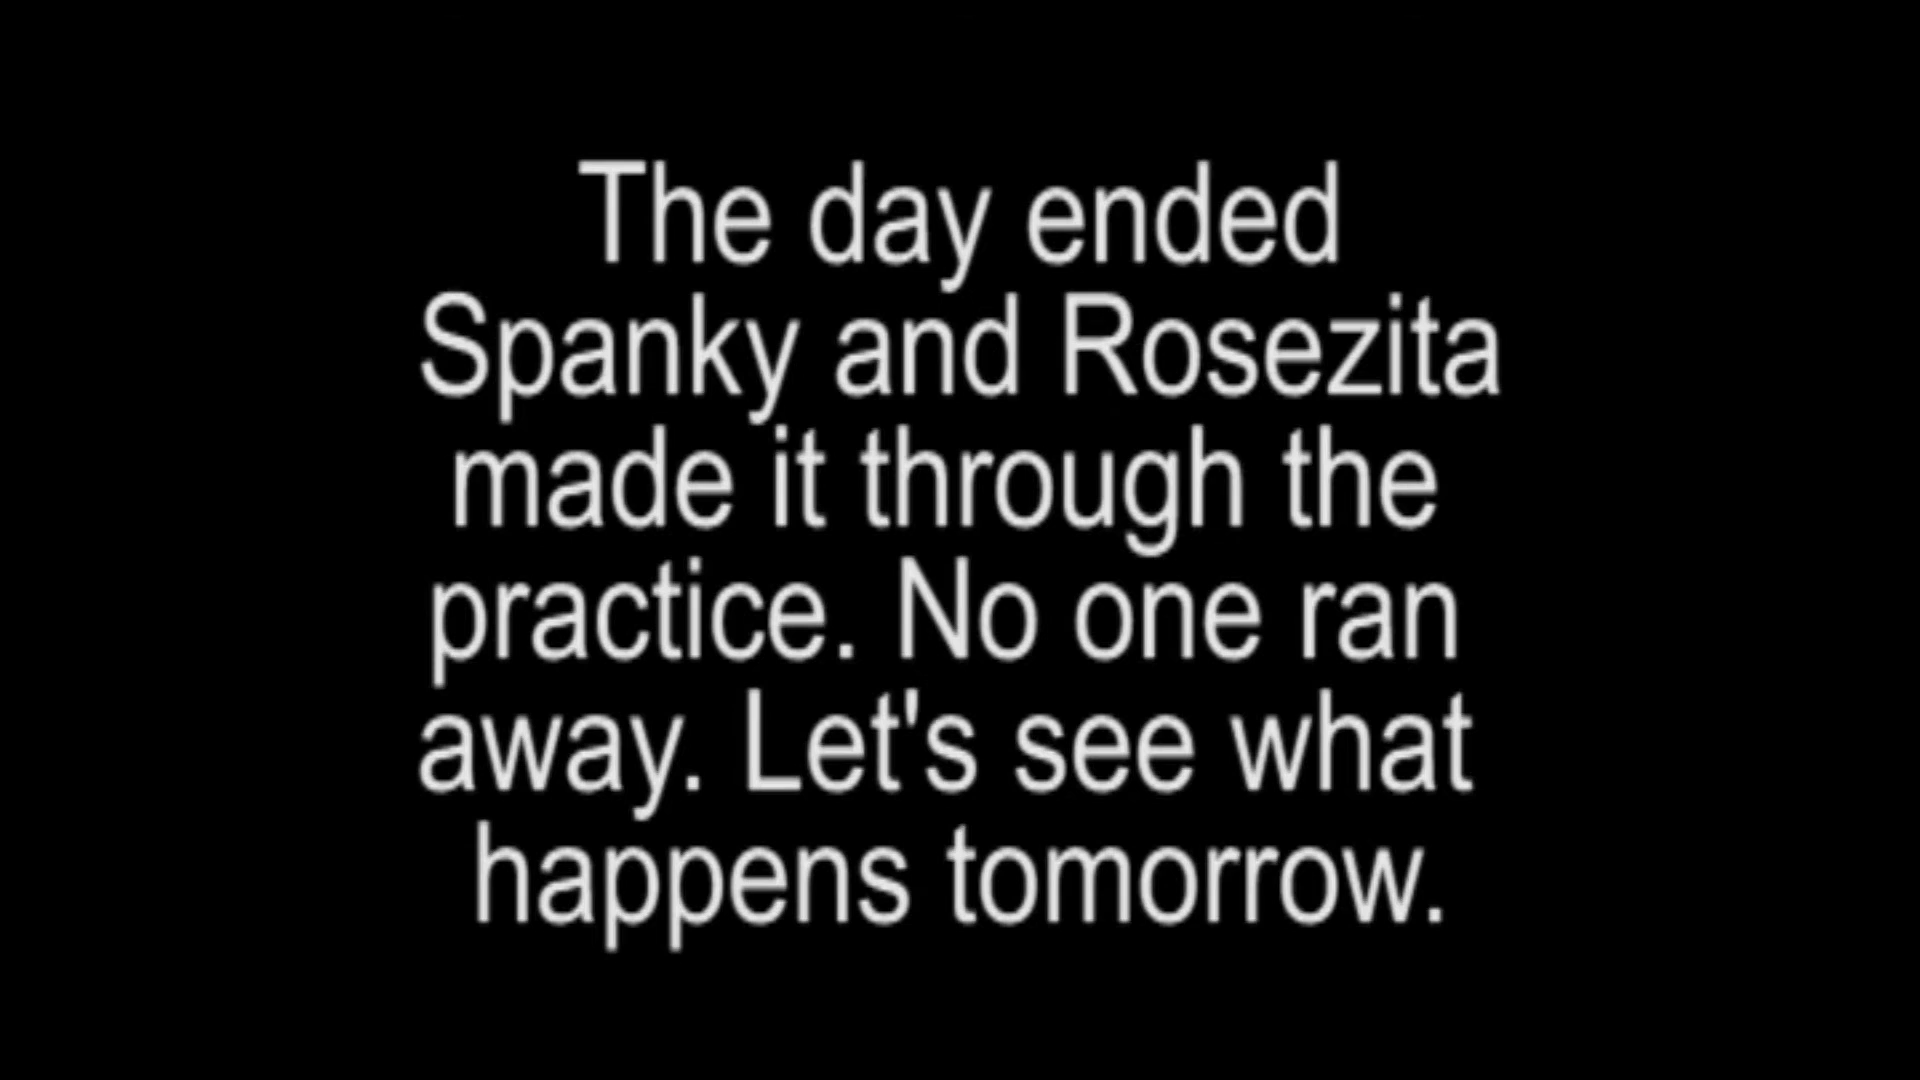 The day ended
Spanky and Rosezita
made it through the
practice. No one ran
away. Let's see what
happens tomorrow.